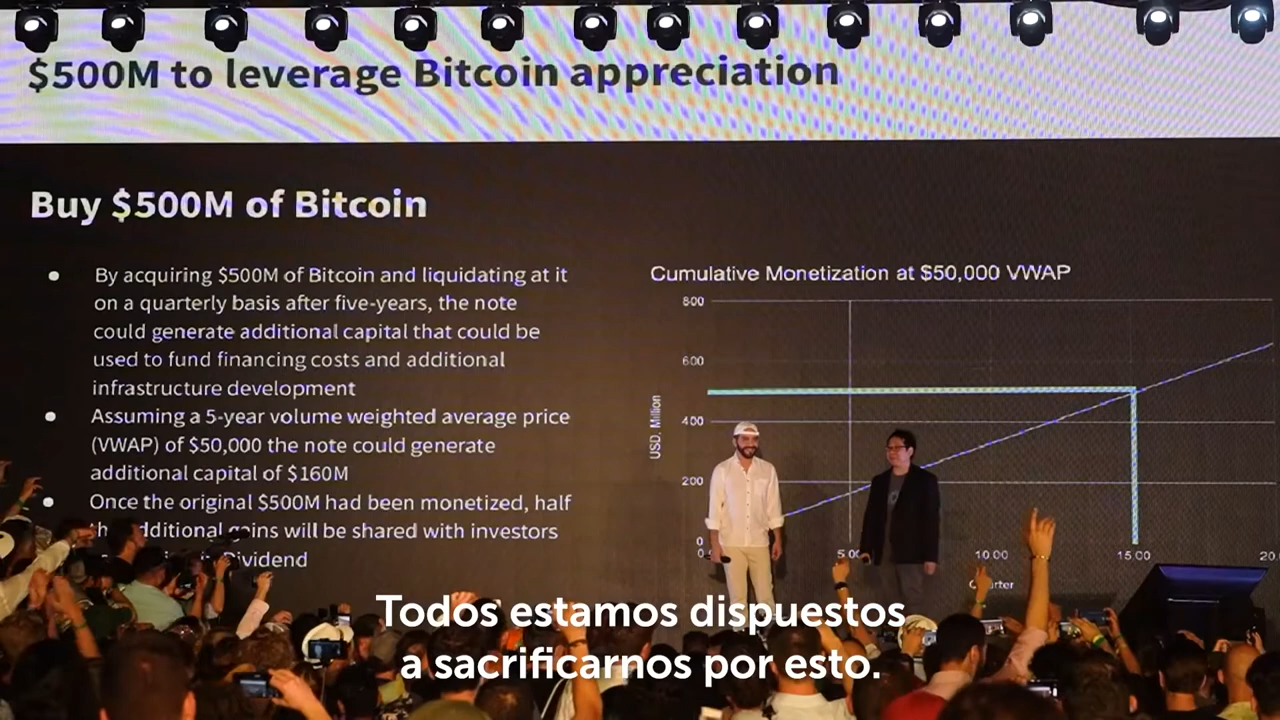 $500M to leverage Bitcoin appreciation
Buy $500M of Bitcoin
• By acquiring $500M of Bitcoin and liquidating at it
on a quarterly basis after five-years, the note
could generate additional capital that could be
used to fund financing costs and additional
infrastructure development
• Assuming a 5-year volume weighted average price
(VWAP) of $50,000 the note could generate
additional capital of $160M
• Once the original $500M had been monetized, half
additional gains will be shared with investors
Dividend
Cumulative Monetization at $50,000 VWAP
800
600
400
200
0
USD, Million
5.00
10.00
15.00
Quarter
Todos estamos dispuestos
a sacrificarnos por esto.